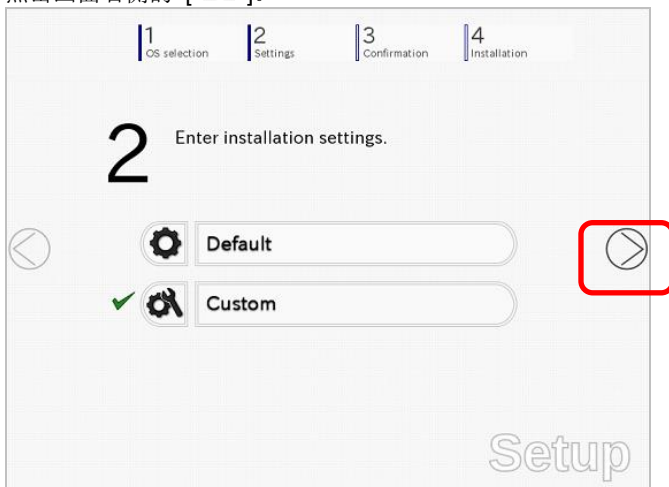 1 2 3 4
OS selection Settings Confirmation Installation
2 Enter installation settings.
Default
Custom
Setup